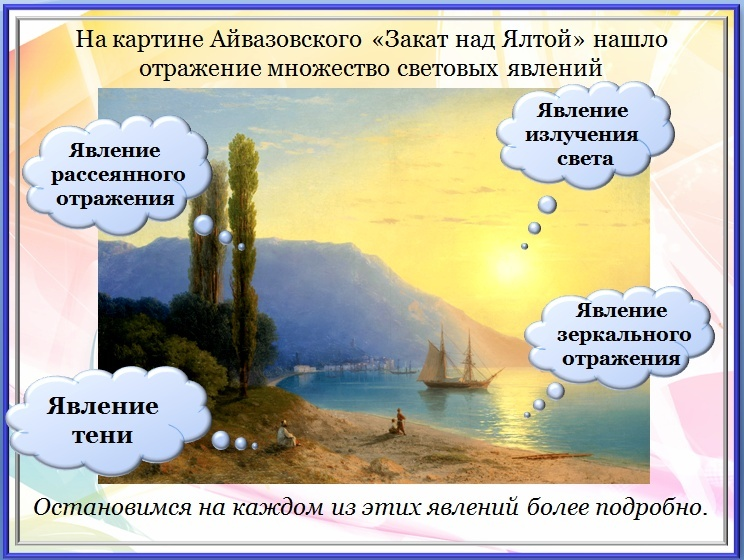 На картине Айвазовского «Закат над Ялтой» нашло
отражение множество световых явлений
Явление
рассеянного
отражения
Явление
излучения
света
Явление
зеркального
отражения
Явление
тени
Остановимся на каждом из этих явлений более подробно.